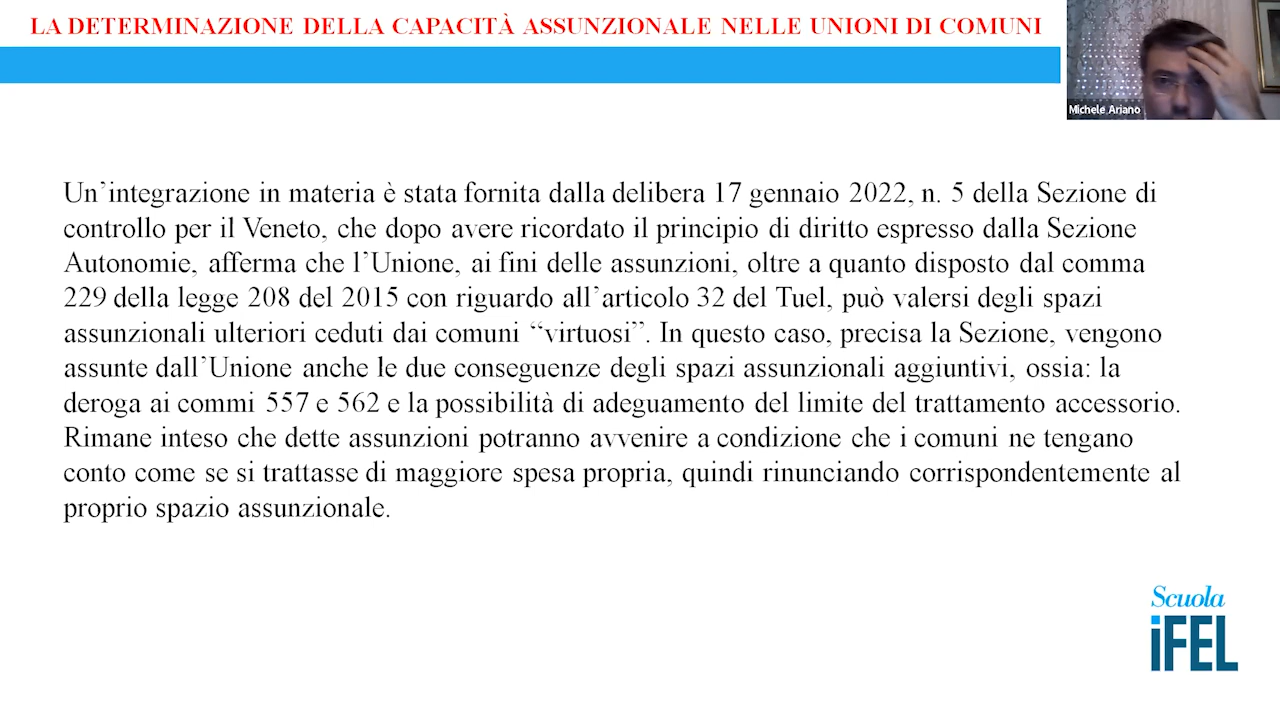 LA DETERMINAZIONE DELLA CAPACITÀ ASSUNZIONALE NELLE UNIONI DI COMUNI
Michele Ariano
Un’integrazione in materia è stata fornita dalla delibera 17 gennaio 2022, n. 5 della Sezione di
controllo per il Veneto, che dopo avere ricordato il principio di diritto espresso dalla Sezione
Autonomie, afferma che l’Unione, ai fini delle assunzioni, oltre a quanto disposto dal comma
229 della legge 208 del 2015 con riguardo all’articolo 32 del Tuel, può valersi degli spazi
assunzionali ulteriori ceduti dai comuni “virtuosi”. In questo caso, precisa la Sezione, vengono
assunte dall’Unione anche le due conseguenze degli spazi assunzionali aggiuntivi, ossia: la
deroga ai commi 557 e 562 e la possibilità di adeguamento del limite del trattamento accessorio.
Rimane inteso che dette assunzioni potranno avvenire a condizione che i comuni ne tengano
conto come se si trattasse di maggiore spesa propria, quindi rinunciando corrispondentemente al
proprio spazio assunzionale.
Scuola
iFEL